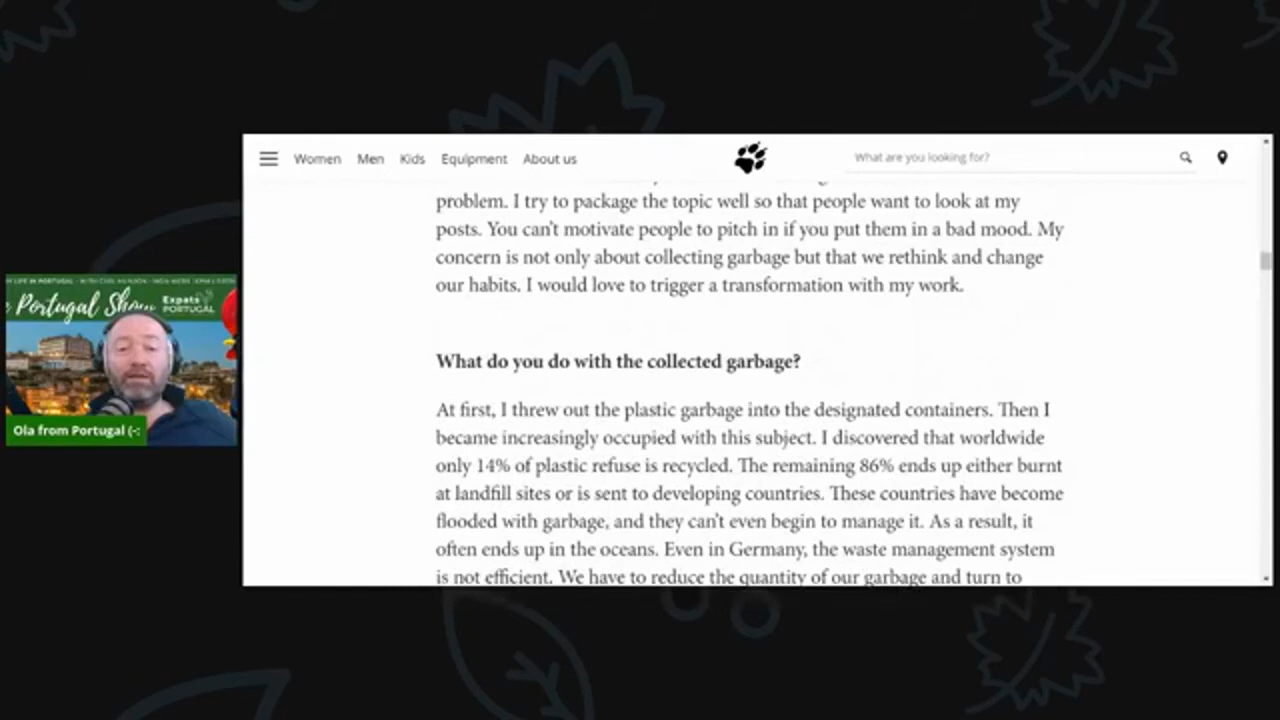 Women Men Kids Equipment About us
What are you looking for?
problem. I try to package the topic well so that people want to look at my
posts. You can't motivate people to pitch in if you put them in a bad mood. My
concern is not only about collecting garbage but that we rethink and change
our habits. I would love to trigger a transformation with my work.
What do you do with the collected garbage?
At first, I threw out the plastic garbage into the designated containers. Then I
became increasingly occupied with this subject. I discovered that worldwide
only 14% of plastic refuse is recycled. The remaining 86% ends up either burnt
at landfill sites or is sent to developing countries. These countries have become
flooded with garbage, and they can't even begin to manage it. As a result, it
often ends up in the oceans. Even in Germany, the waste management system
is not efficient. We have to reduce the quantity of our garbage and turn to
LIFE IN PORTUGAL
Portugal Show
Expats
PORTUGAL
Ola from Portugal (-: